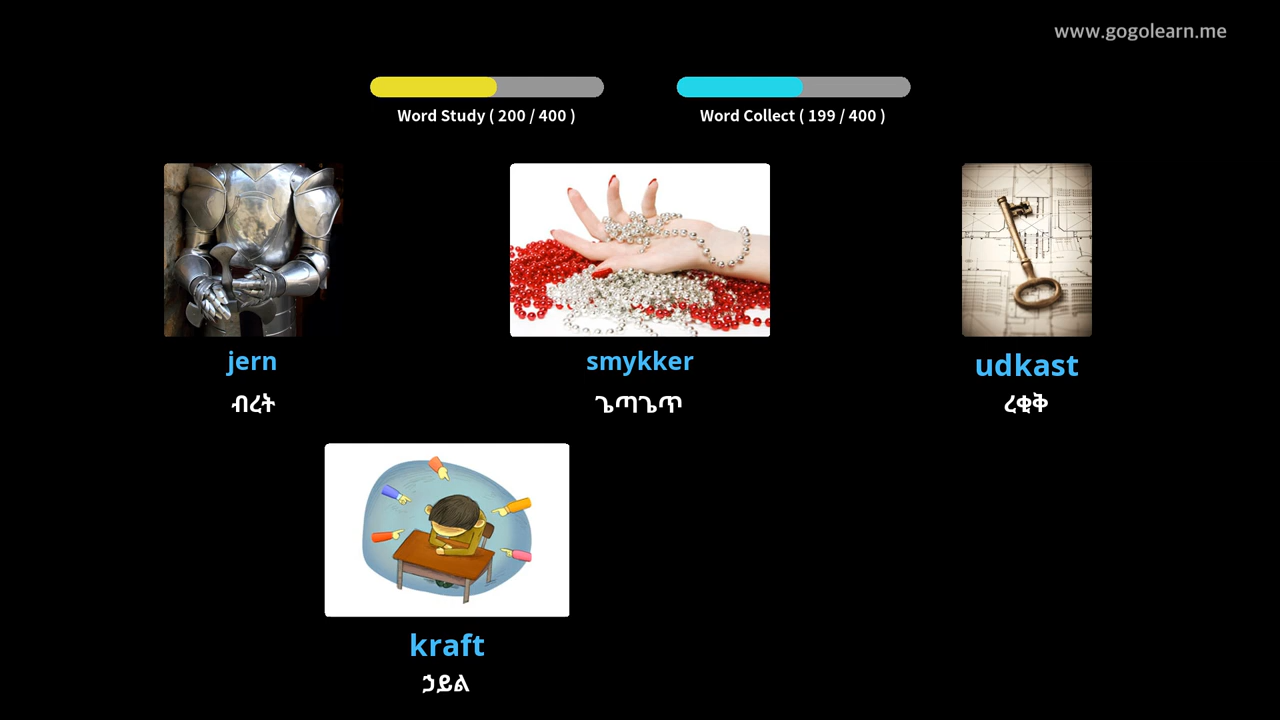 www.gogolearn.me
Word Study ( 200 / 400 )
Word Collect ( 199 / 400 )
jern
ብረት
smykker
ጌጣጌጥ
udkast
ረቂቅ
kraft
ኃይል